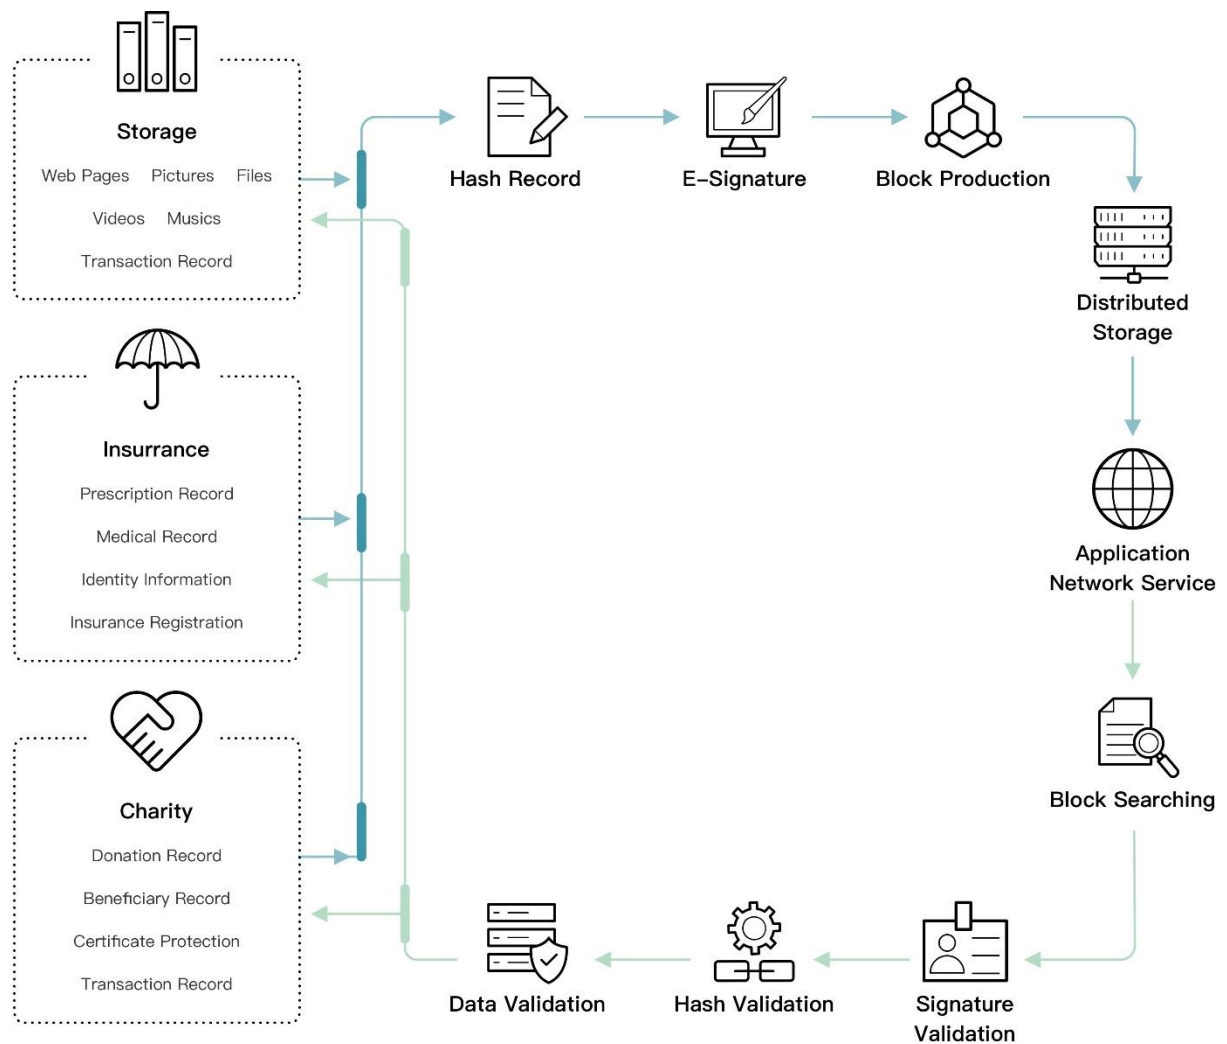 Storage
Web Pages Pictures Files
Videos Musics
Transaction Record
Insurrance
Prescription Record
Medical Record
Identity Information
Insurance Registration
Charity
Donation Record
Beneficiary Record
Certificate Protection
Transaction Record
Hash Record
E-Signature
Block Production
Distributed
Storage
Application
Network Service
Block Searching
Signature
Validation
Hash Validation
Data Validation